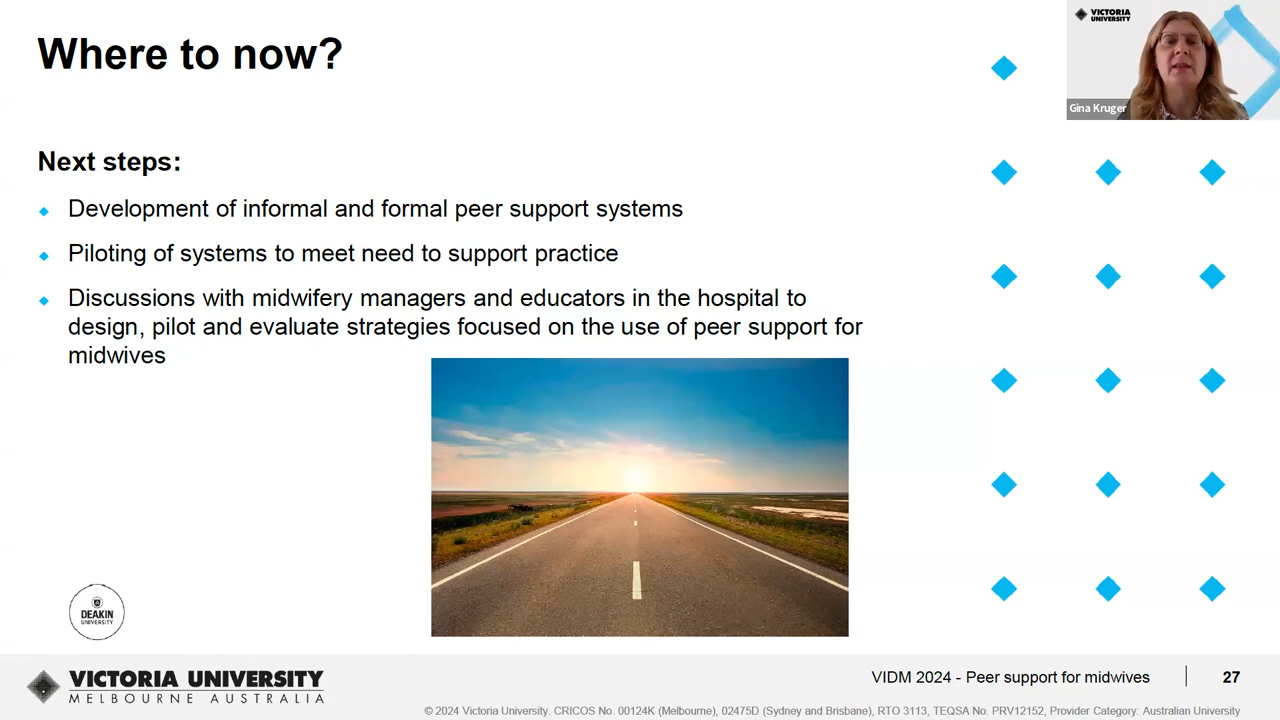 Where to now?
VICTORIA
UNIVERSITY
Gina Kruger
Next steps:
Development of informal and formal peer support systems
Piloting of systems to meet need to support practice
Discussions with midwifery managers and educators in the hospital to
design, pilot and evaluate strategies focused on the use of peer support for
midwives
DEAKIN
UNIVERSITY
VICTORIA UNIVERSITY
MELBOURNE AUSTRALIA
VIDM 2024 - Peer support for midwives
27
© 2024 Victoria University. CRICOS No. 00124K (Melbourne), 02475D (Sydney and Brisbane), RTO 3113, TEQSA No. PRV12152, Provider Category: Australian University